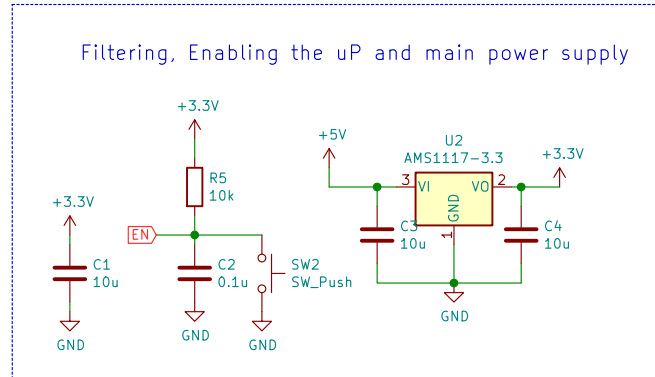 Filtering, Enabling the uP and main power supply
+3.3V
R5
10k
EN
C2
0.1u
GND
SW2
SW_Push
GND
+3.3V
C1
10u
GND
+5V
U2
AMS1117-3.3
3
VI
VO
2
GND
1
+3.3V
C3
10u
C4
10u
GND